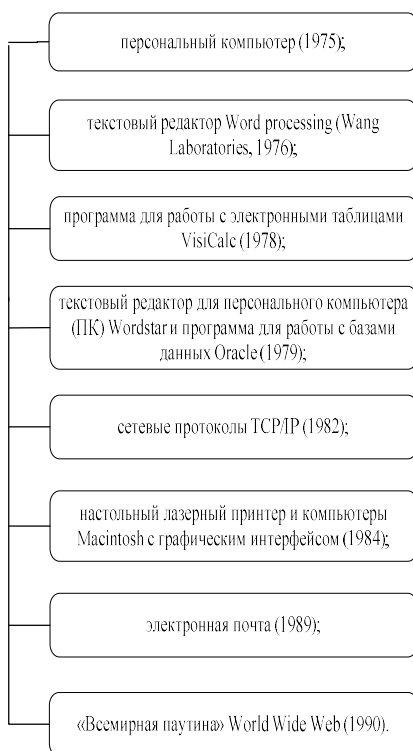 персональный компьютер (1975);
текстовый редактор Word processing (Wang
Laboratories, 1976);
программа для работы с электронными таблицами
VisiCalc (1978);
текстовый редактор для персонального компьютера
(ПК) Wordstar и программа для работы с базами
данных Oracle (1979);
сетевые протоколы TCP/IP (1982);
настольный лазерный принтер и компьютеры
Macintosh с графическим интерфейсом (1984);
электронная почта (1989);
«Всемирная паутина» World Wide Web (1990).